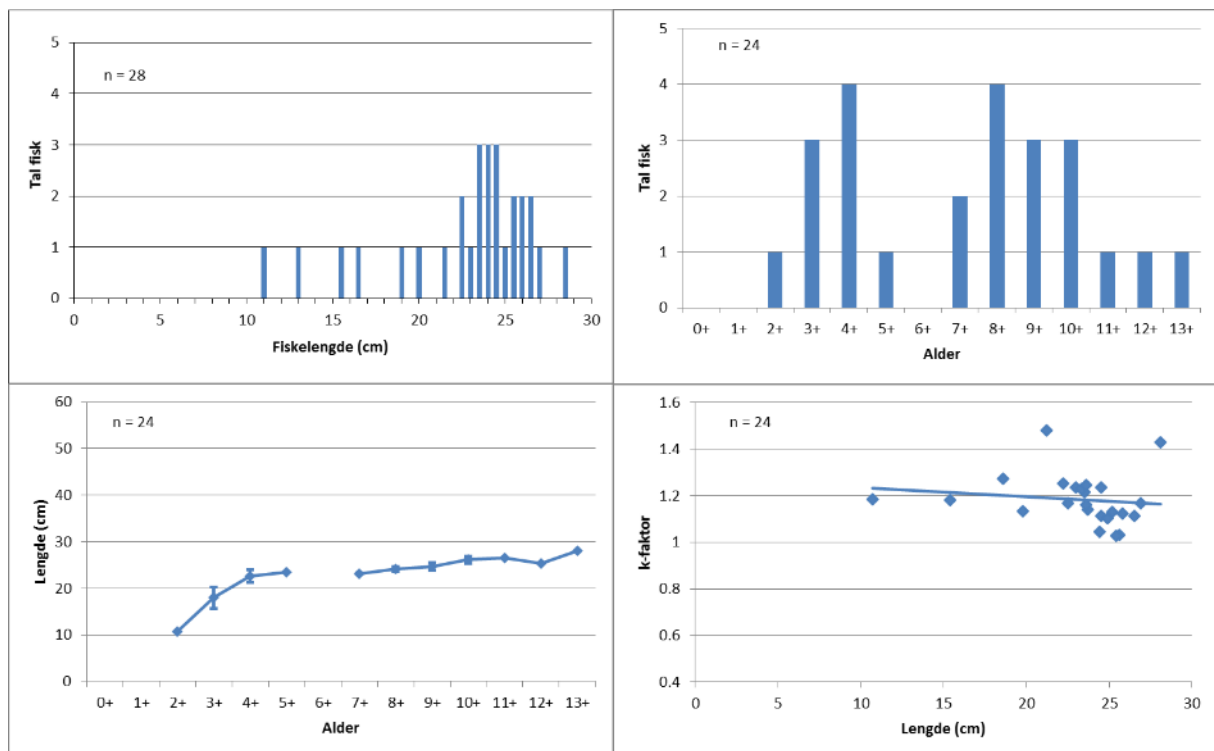 5
4
3
2
1
0
Tal fisk
n = 28
0 5 10 15 20 25 30
Fiskelengde (cm)
5
4
3
2
1
0
Tal fisk
n = 24
0+ 1+ 2+ 3+ 4+ 5+ 6+ 7+ 8+ 9+ 10+ 11+ 12+ 13+
Alder
60
50
40
30
20
10
0
Lengde (cm)
n = 24
0+ 1+ 2+ 3+ 4+ 5+ 6+ 7+ 8+ 9+ 10+ 11+ 12+ 13+
Alder
1.6
1.4
1.2
1
0.8
0.6
0.4
k-faktor
n = 24
0 5 10 15 20 25 30
Lengde (cm)